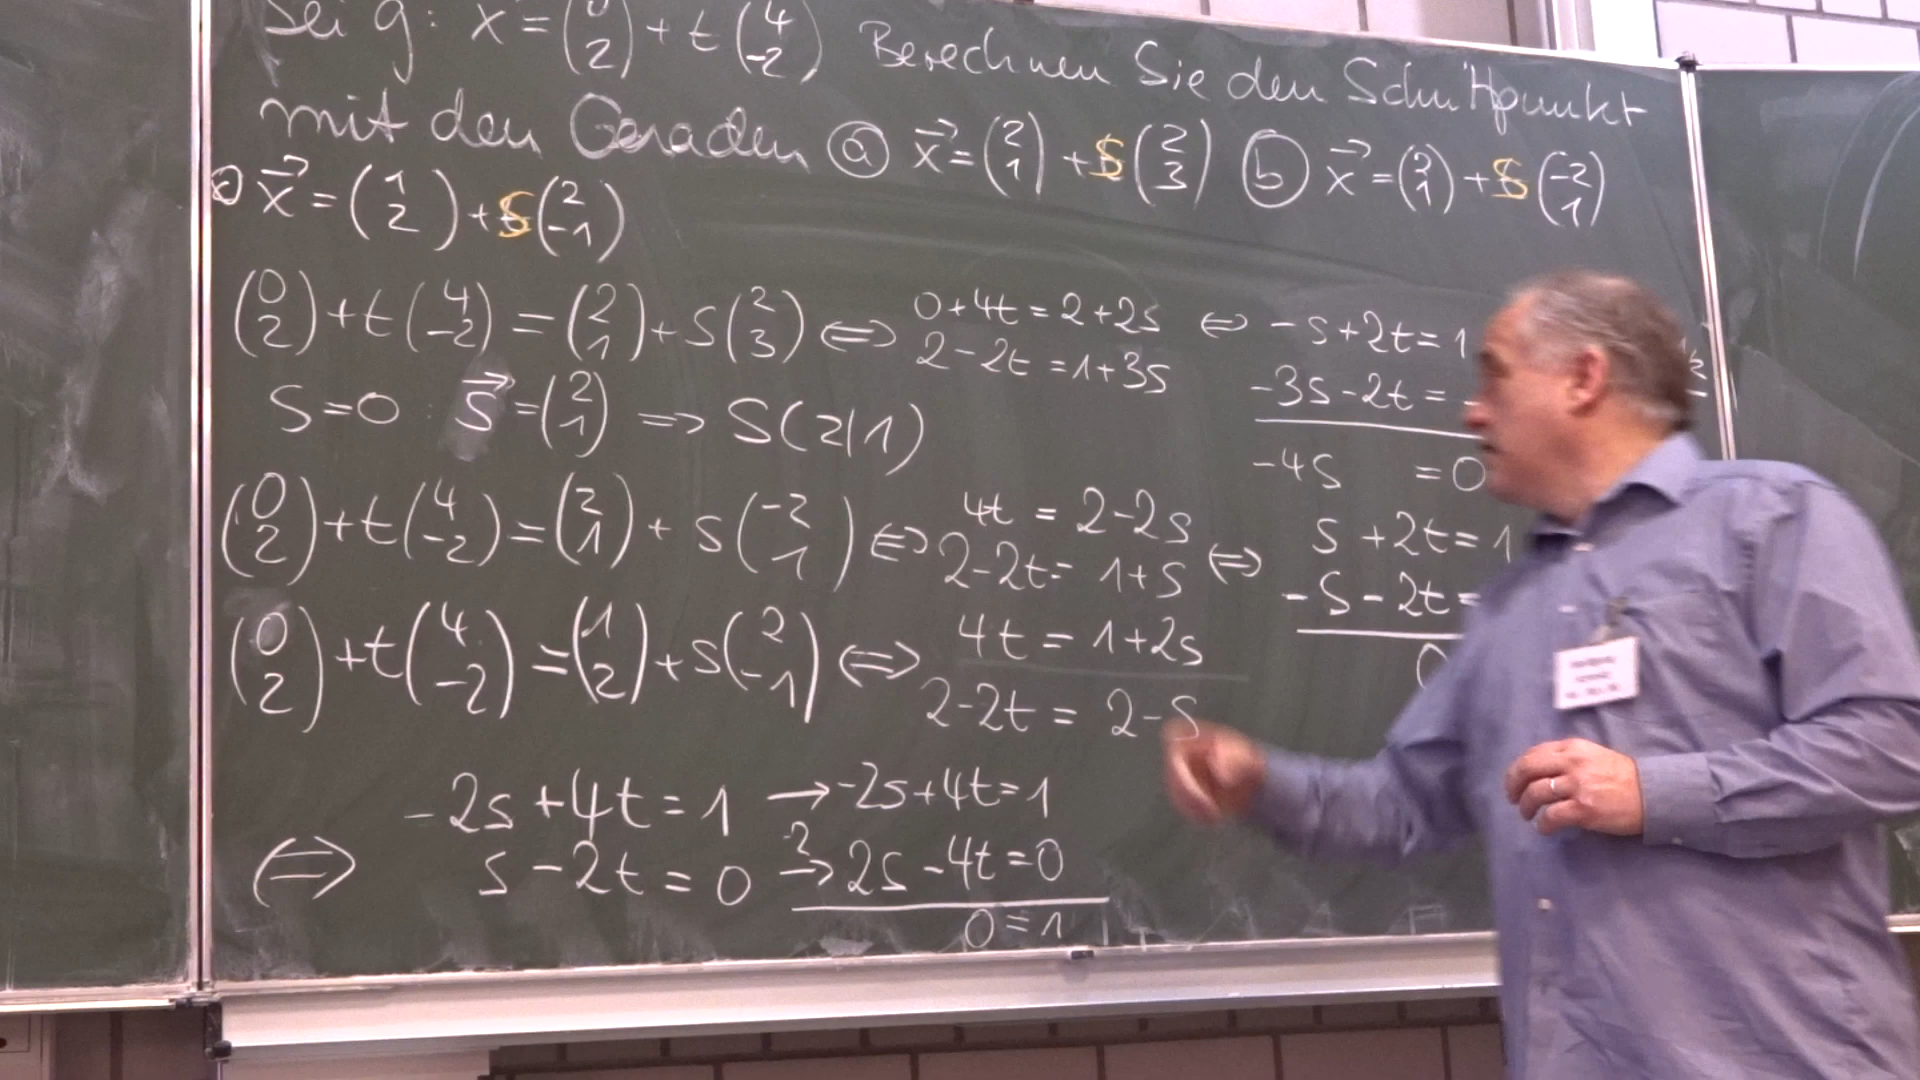 Sei g: x = (0 2) + t (4 -2) Berechnen Sie den Schnittpunkt
mit den Geraden ⓐ x⃗ = (2 1) + s (2 3) ⓑ x⃗ = (2 1) + s (-2 1)
x⃗ = (1 2) + s (2 -1)
(0 2) + t (4 -2) = (2 1) + s (2 3) ⇔ 0+4t = 2+2s ⇔ -s+2t = 1
2-2t = 1+3s -3s-2t =
s=0 : s⃗ = (2 1) ⇒ S(2|1) -4s = 0
(0 2) + t (4 -2) = (2 1) + s (-2 1) ⇔ 4t = 2-2s ⇔ s+2t = 1
2-2t = 1+s -s-2t =
0
(0 2) + t (4 -2) = (1 2) + s (2 -1) ⇔ 4t = 1+2s
2-2t = 2-s
⇔ -2s+4t = 1 → -2s+4t = 1
s-2t = 0 → 2s-4t = 0
0 = 1